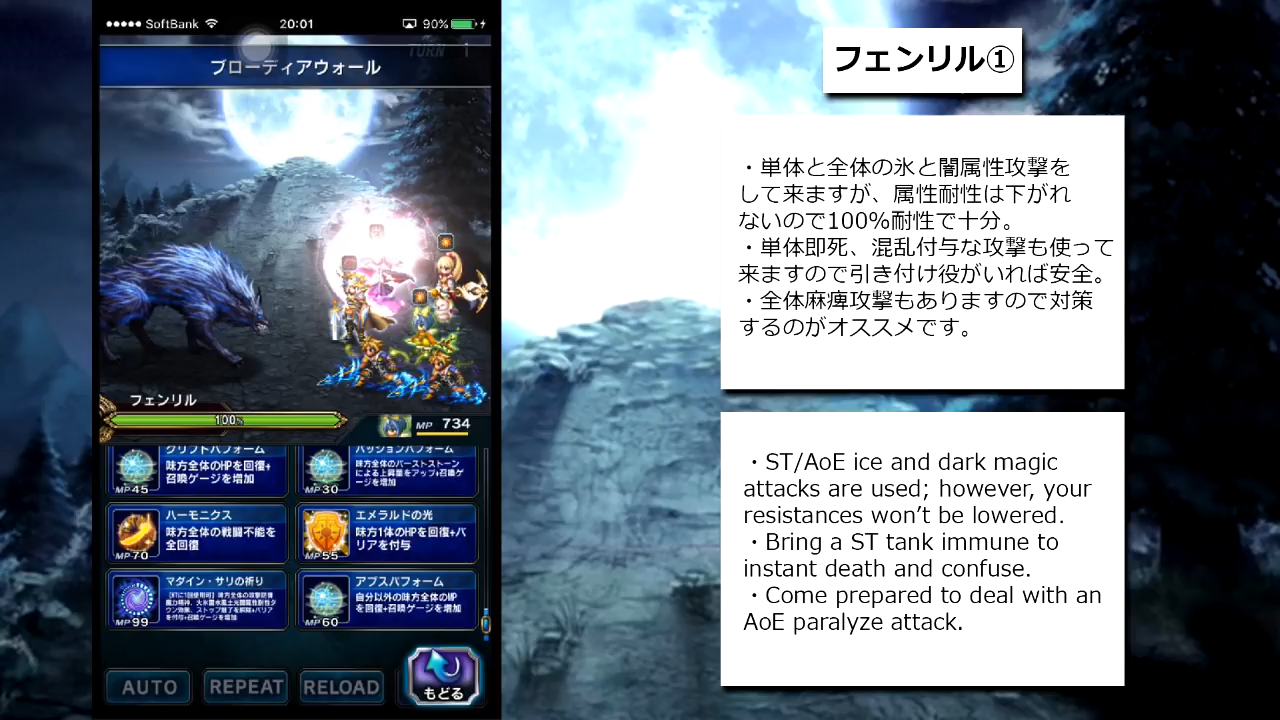 SoftBank
20:01
90%
TURN 1
ブローディアウォール
フェンリル
100%
MP 734
クリフトパフォーム
味方全体のHPを回復+
召喚ゲージを増加
MP45
パッションパフォーム
味方全体のバーストストーン
による上昇量をアップ+召喚ゲ
ージを増加
MP30
ハーモニクス
味方全体の戦闘不能を
全回復
MP70
エメラルドの光
味方1体のHPを回復+バ
リアを付与
MP55
マダイン・サリの祈り
MP99
アブスパフォーム
自分以外の味方全体のMP
を回復+召喚ゲージを増加
MP60
AUTO
REPEAT
RELOAD
もどる
フェンリル①
・単体と全体の氷と闇属性攻撃を
して来ますが、属性耐性は下がれ
ないので100%耐性で十分。
・単体即死、混乱付与な攻撃も使って
来ますので引き付け役がいれば安全。
・全体麻痺攻撃もありますので対策
するのがオススメです。
・ST/AoE ice and dark magic
attacks are used; however, your
resistances won't be lowered.
・Bring a ST tank immune to
instant death and confuse.
・Come prepared to deal with an
AoE paralyze attack.